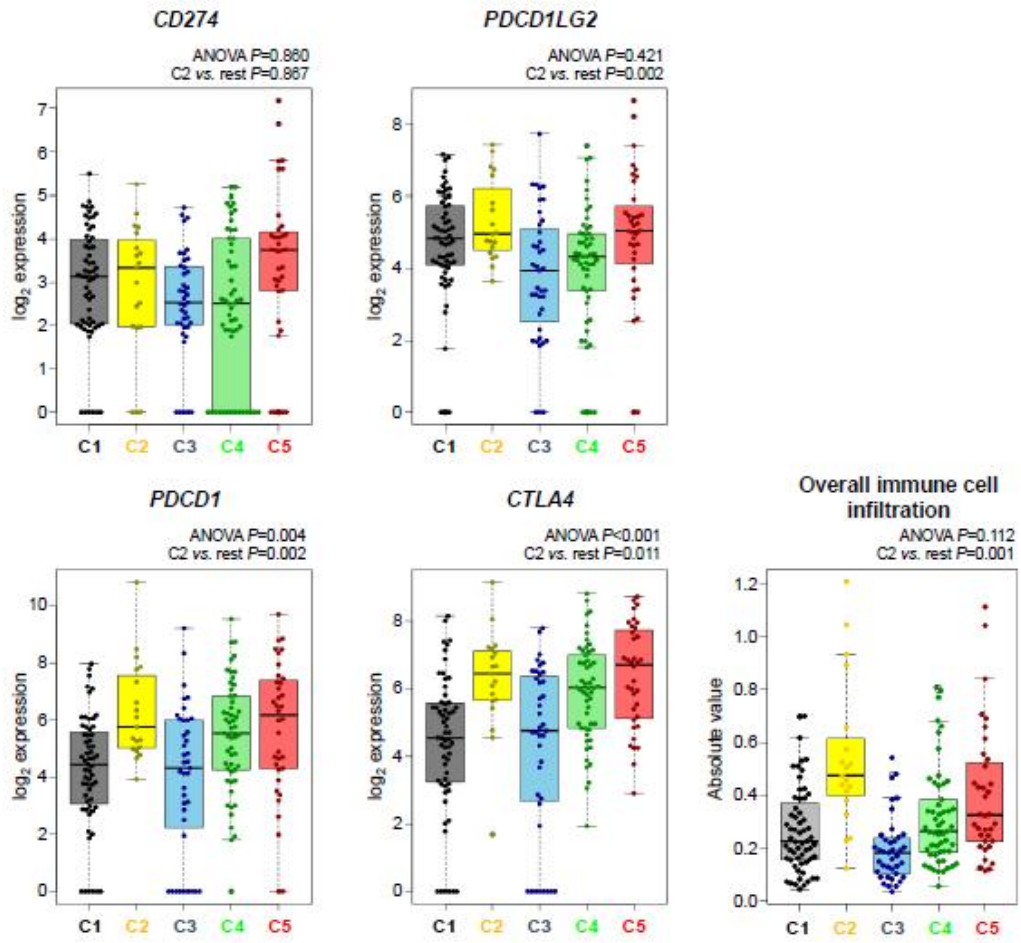 CD274
ANOVA P=0.860
C2 vs. rest P=0.867
log2 expression
7
6
5
4
3
2
1
0
C1 C2 C3 C4 C5
PDCD1LG2
ANOVA P=0.421
C2 vs. rest P=0.002
log2 expression
8
6
4
2
0
C1 C2 C3 C4 C5
PDCD1
ANOVA P=0.004
C2 vs. rest P=0.002
log2 expression
10
8
6
4
2
0
C1 C2 C3 C4 C5
CTLA4
ANOVA P<0.001
C2 vs. rest P=0.011
log2 expression
8
6
4
2
0
C1 C2 C3 C4 C5
Overall immune cell
infiltration
ANOVA P=0.112
C2 vs. rest P=0.001
Absolute value
1.2
1.0
0.8
0.6
0.4
0.2
0.0
C1 C2 C3 C4 C5